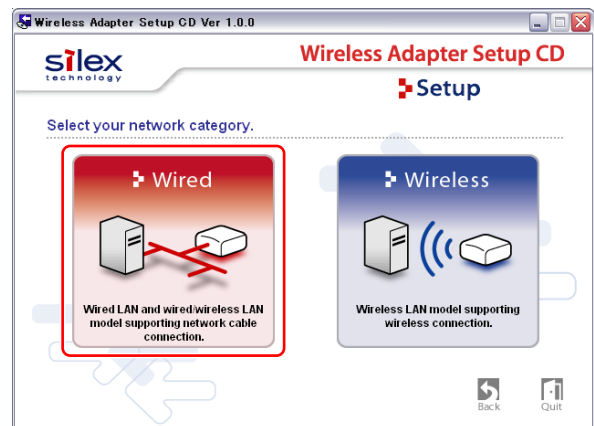 Wireless Adapter Setup CD Ver 1.0.0
silex
technology
Wireless Adapter Setup CD
Setup
Select your network category.
Wired
Wired LAN and wired/wireless LAN
model supporting network cable
connection.
Wireless
Wireless LAN model supporting
wireless connection.
Back
Quit